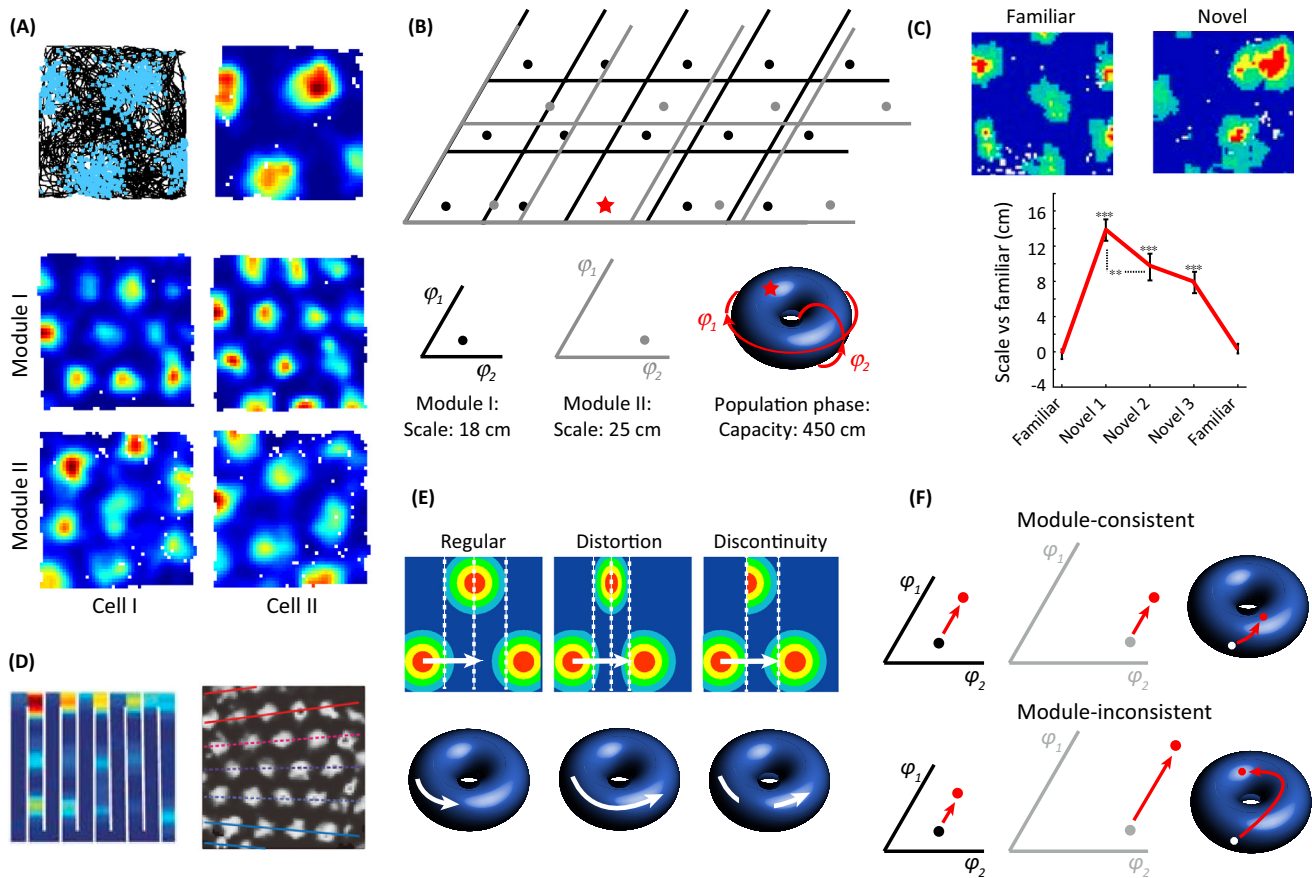 (A)
Module I
Module II
Cell I
Cell II
(B)
φ1
φ2
Module I:
Scale: 18 cm
φ1
φ2
Module II:
Scale: 25 cm
φ1
φ2
Population phase:
Capacity: 450 cm
(C)
Familiar
Novel
Scale vs familiar (cm)
16
12
8
4
0
-4
***
***
***
**
Familiar
Novel 1
Novel 2
Novel 3
Familiar
(D)
(E)
Regular
Distortion
Discontinuity
(F)
Module-consistent
φ1
φ2
φ1
Module-inconsistent
φ1
φ2
φ1